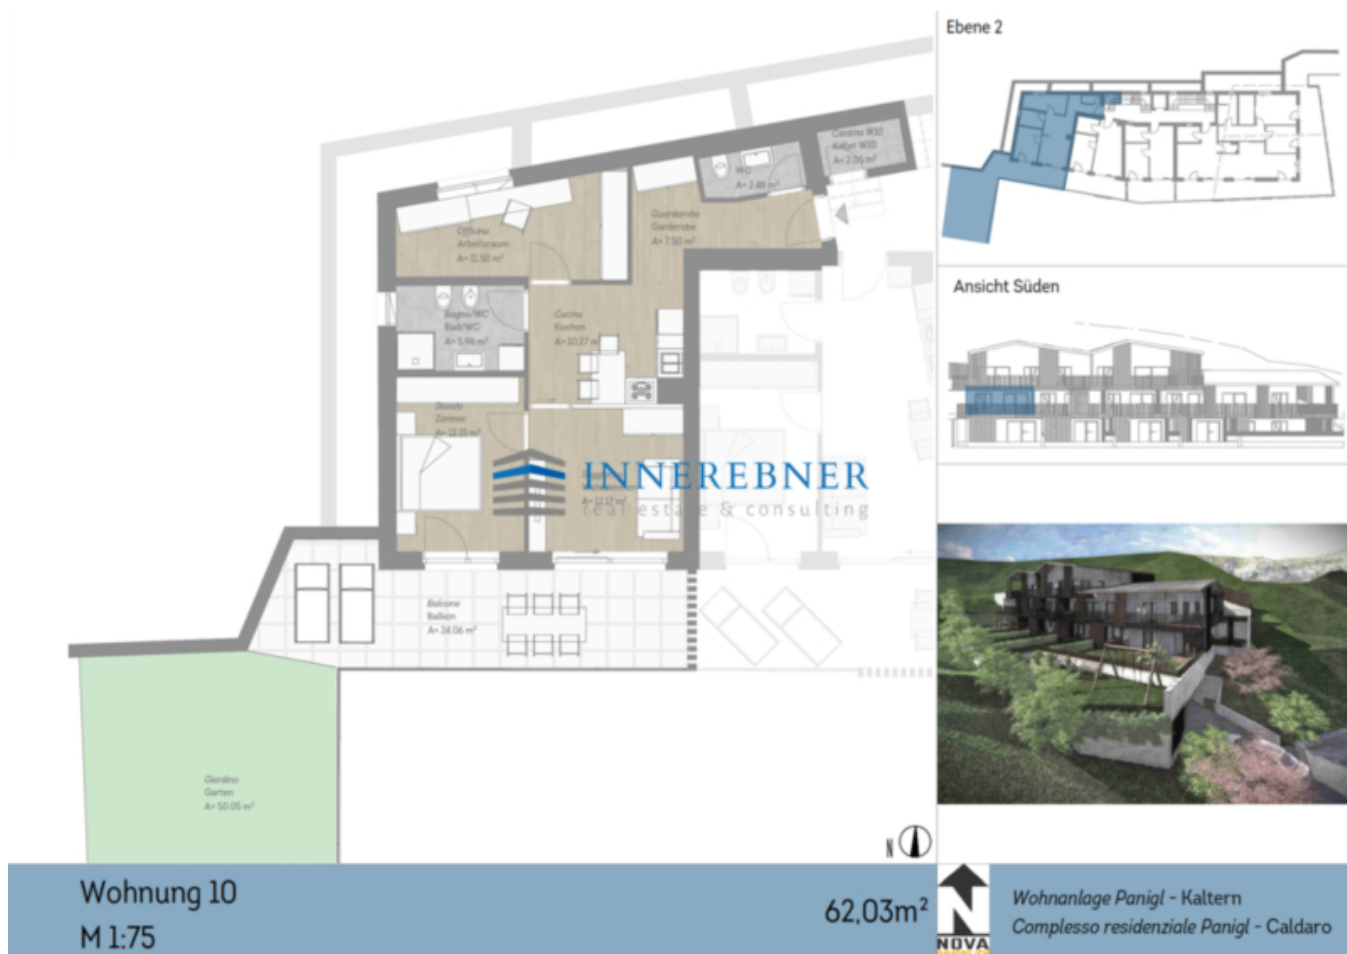 Ebene 2
Cantina W10
Keller W10
A= 2.05 m²
WC
A= 2.48 m²
Guardaroba
Garderobe
A= 7.50 m²
Officina
Arbeitsraum
A= 11.50 m²
Ansicht Süden
Bagno/WC
Bad/WC
A= 5.96 m²
Cucina
Kochen
A= 10.27 m²
Stanza
Zimmer
A= 12.15 m²
INNEREBNER
real estate & consulting
A= 12.17 m²
Balcone
Balkon
A= 24.06 m²
Giardino
Garten
A= 50.05 m²
N
Wohnung 10
M 1:75
62,03m²
N
NOVA
Wohnanlage Panigl - Kaltern
Complesso residenziale Panigl - Caldaro